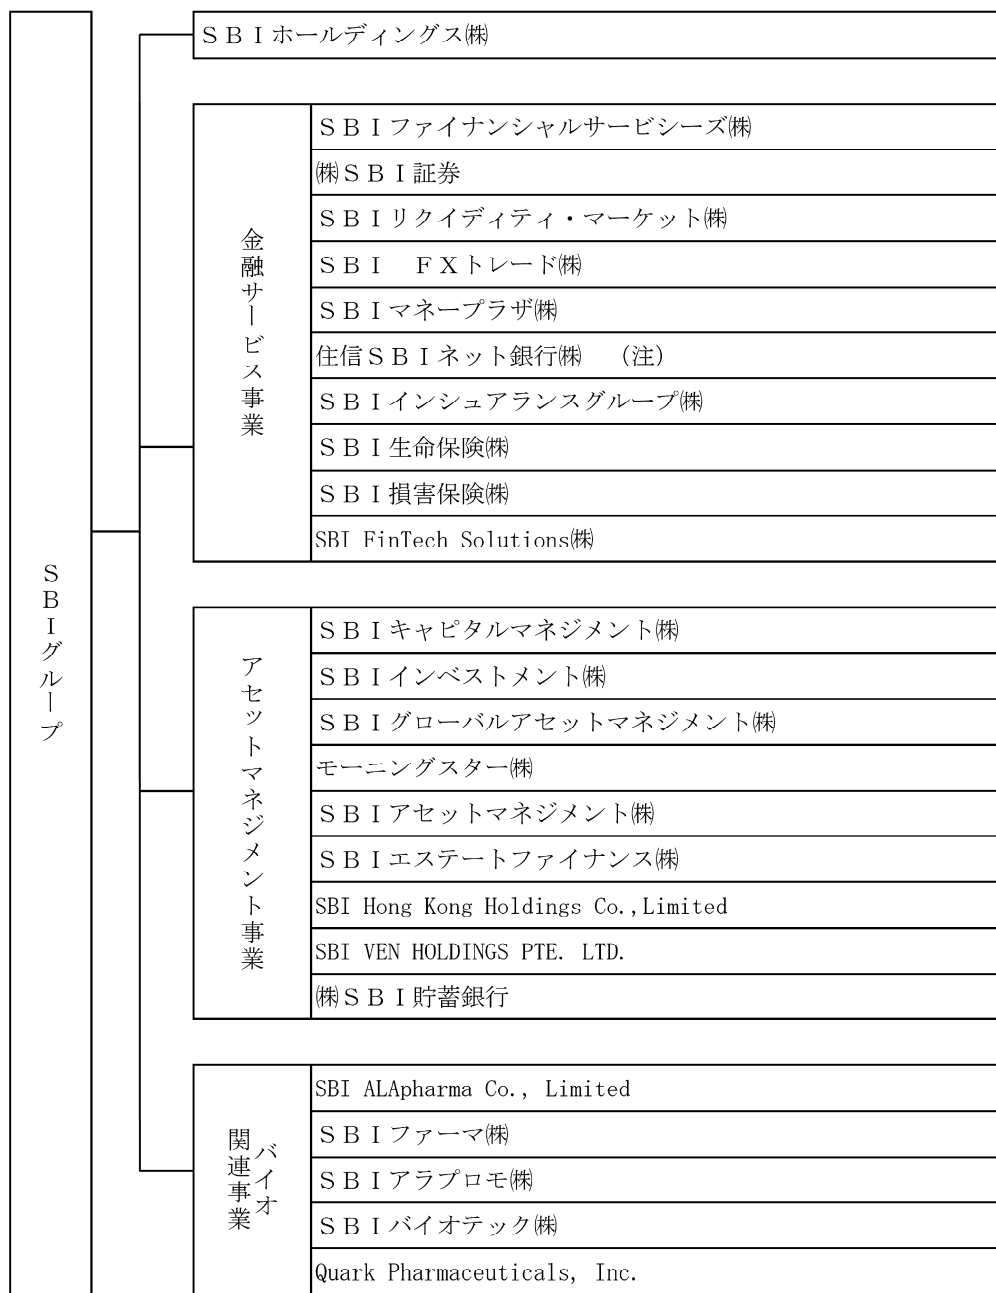 SBIグループ
SBIホールディングス㈱
金融サービス事業
SBIファイナンシャルサービシーズ㈱
㈱SBI証券
SBIリクイディティ・マーケット㈱
SBI　FXトレード㈱
SBIマネープラザ㈱
住信SBIネット銀行㈱　（注）
SBIインシュアランスグループ㈱
SBI生命保険㈱
SBI損害保険㈱
SBI FinTech Solutions㈱
アセットマネジメント事業
SBIキャピタルマネジメント㈱
SBIインベストメント㈱
SBIグローバルアセットマネジメント㈱
モーニングスター㈱
SBIアセットマネジメント㈱
SBIエステートファイナンス㈱
SBI Hong Kong Holdings Co.,Limited
SBI VEN HOLDINGS PTE. LTD.
㈱SBI貯蓄銀行
バイオ
関連事業
SBI ALApharma Co., Limited
SBIファーマ㈱
SBIアラプロモ㈱
SBIバイオテック㈱
Quark Pharmaceuticals, Inc.